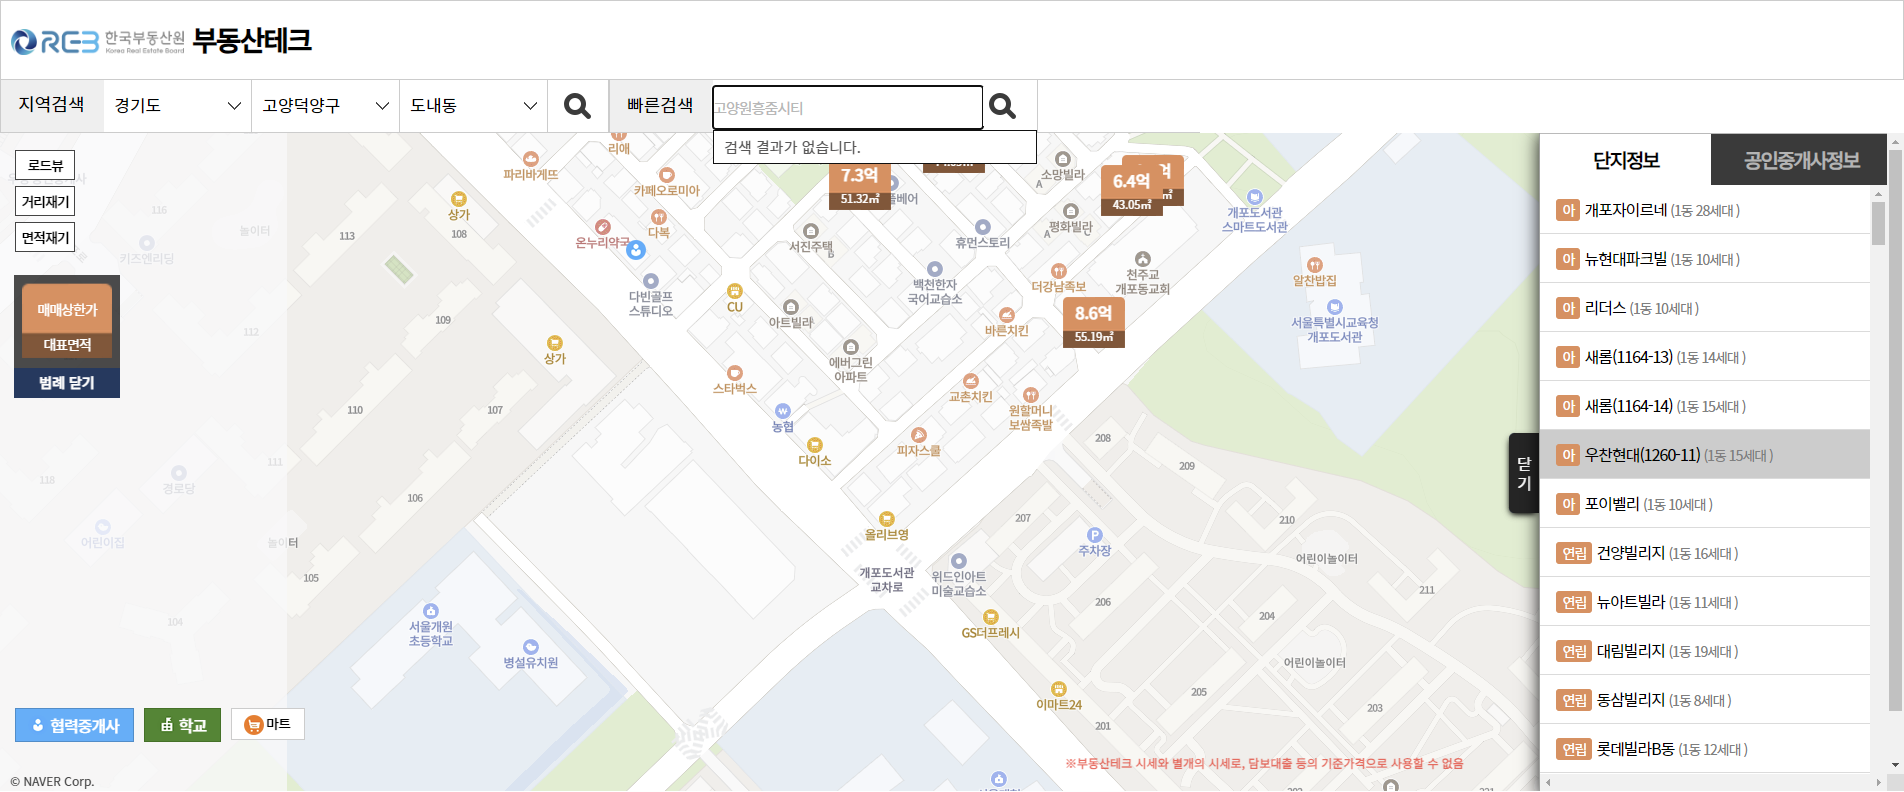 REB 한국부동산원 Korea Real Estate Board 부동산테크
지역검색 경기도 고양덕양구 도내동 빠른검색 고양원흥줌시티
검색 결과가 없습니다.
로드뷰
거리재기
면적재기
매매상한가
대표면적
범례 닫기
116
키즈엔리딩
놀이터
112
111
118
경로당
어린이집
104
놀이터
113
108
109
110
107
106
105
상가
상가
파리바게뜨
리애
카페오로미아
다복
온누리약국
다빈골프
스튜디오
CU
7.3억
51.32㎡
서진주택
B
아트빌라
에버그린
아파트
스타벅스
농협
다이소
피자스쿨
교촌치킨
원할머니
보쌈족발
바른치킨
백천한자
국어교습소
휴먼스토리
더강남족보
소망빌라
A
평화빌라
A
6.4억
43.05㎡
억
천주교
개포동교회
8.6억
55.19㎡
개포도서관
스마트도서관
알찬밥집
서울특별시교육청
개포도서관
올리브영
개포도서관
교차로
위드인아트
미술교습소
GS더프레시
주차장
이마트24
208
209
207
210
어린이놀이터
211
206
204
어린이놀이터
205
203
201
서울개원
초등학교
병설유치원
협력중개사
학교
마트
© NAVER Corp.
※부동산테크 시세와 별개의 시세로, 담보대출 등의 기준가격으로 사용할 수 없음
닫
기
단지정보 공인중개사정보
아 개포자이르네 (1동 28세대 )
아 뉴현대파크빌 (1동 10세대 )
아 리더스 (1동 10세대 )
아 새롬(1164-13) (1동 14세대 )
아 새롬(1164-14) (1동 15세대 )
아 우찬현대(1260-11) (1동 15세대 )
아 포이벨리 (1동 10세대 )
연립 건양빌리지 (1동 16세대 )
연립 뉴아트빌라 (1동 11세대 )
연립 대림빌리지 (1동 19세대 )
연립 동삼빌리지 (1동 8세대 )
연립 롯데빌라B동 (1동 12세대 )